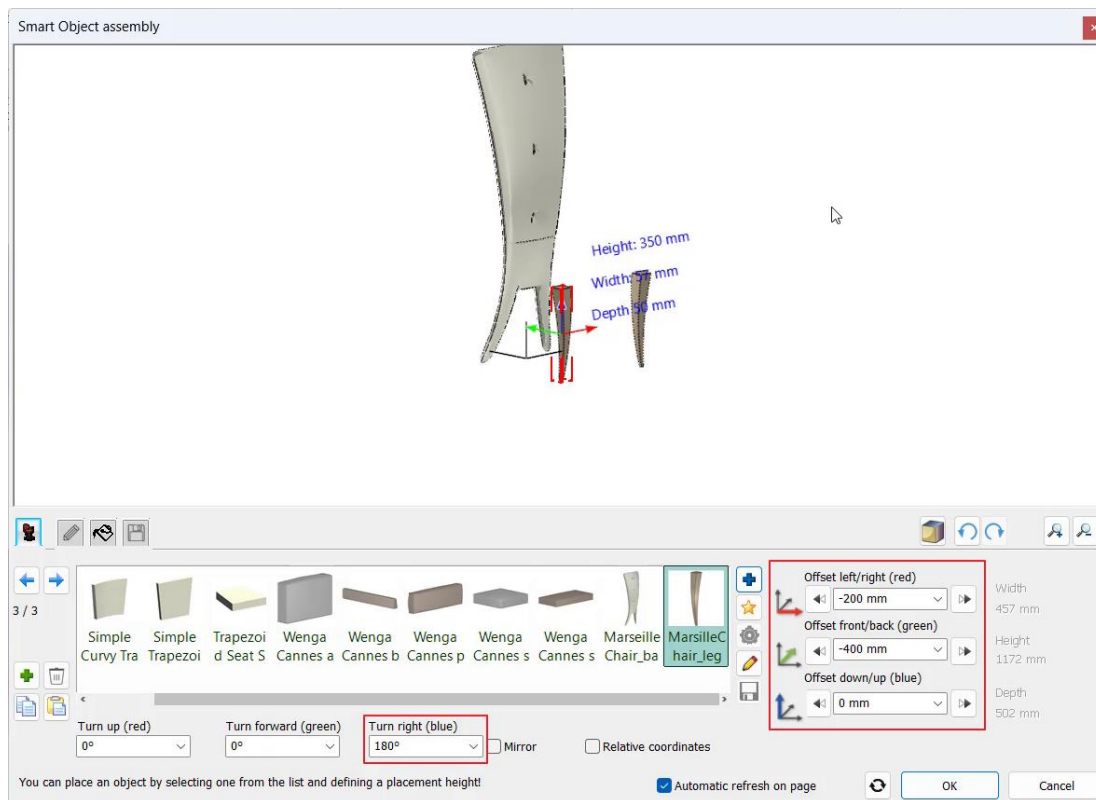 Smart Object assembly
Height: 350 mm
Width: 57 mm
Depth 50 mm
3 / 3
Simple Curvy Tra
Simple Trapezoi
Trapezoi d Seat S
Wenga Cannes a
Wenga Cannes b
Wenga Cannes p
Wenga Cannes s
Wenga Cannes s
Marseille Chair_ba
MarsilleC hair_leg
Offset left/right (red)
-200 mm
Offset front/back (green)
-400 mm
Offset down/up (blue)
0 mm
Width
457 mm
Height
1172 mm
Depth
502 mm
Turn up (red)
0°
Turn forward (green)
0°
Turn right (blue)
180°
Mirror
Relative coordinates
You can place an object by selecting one from the list and defining a placement height!
Automatic refresh on page
OK
Cancel